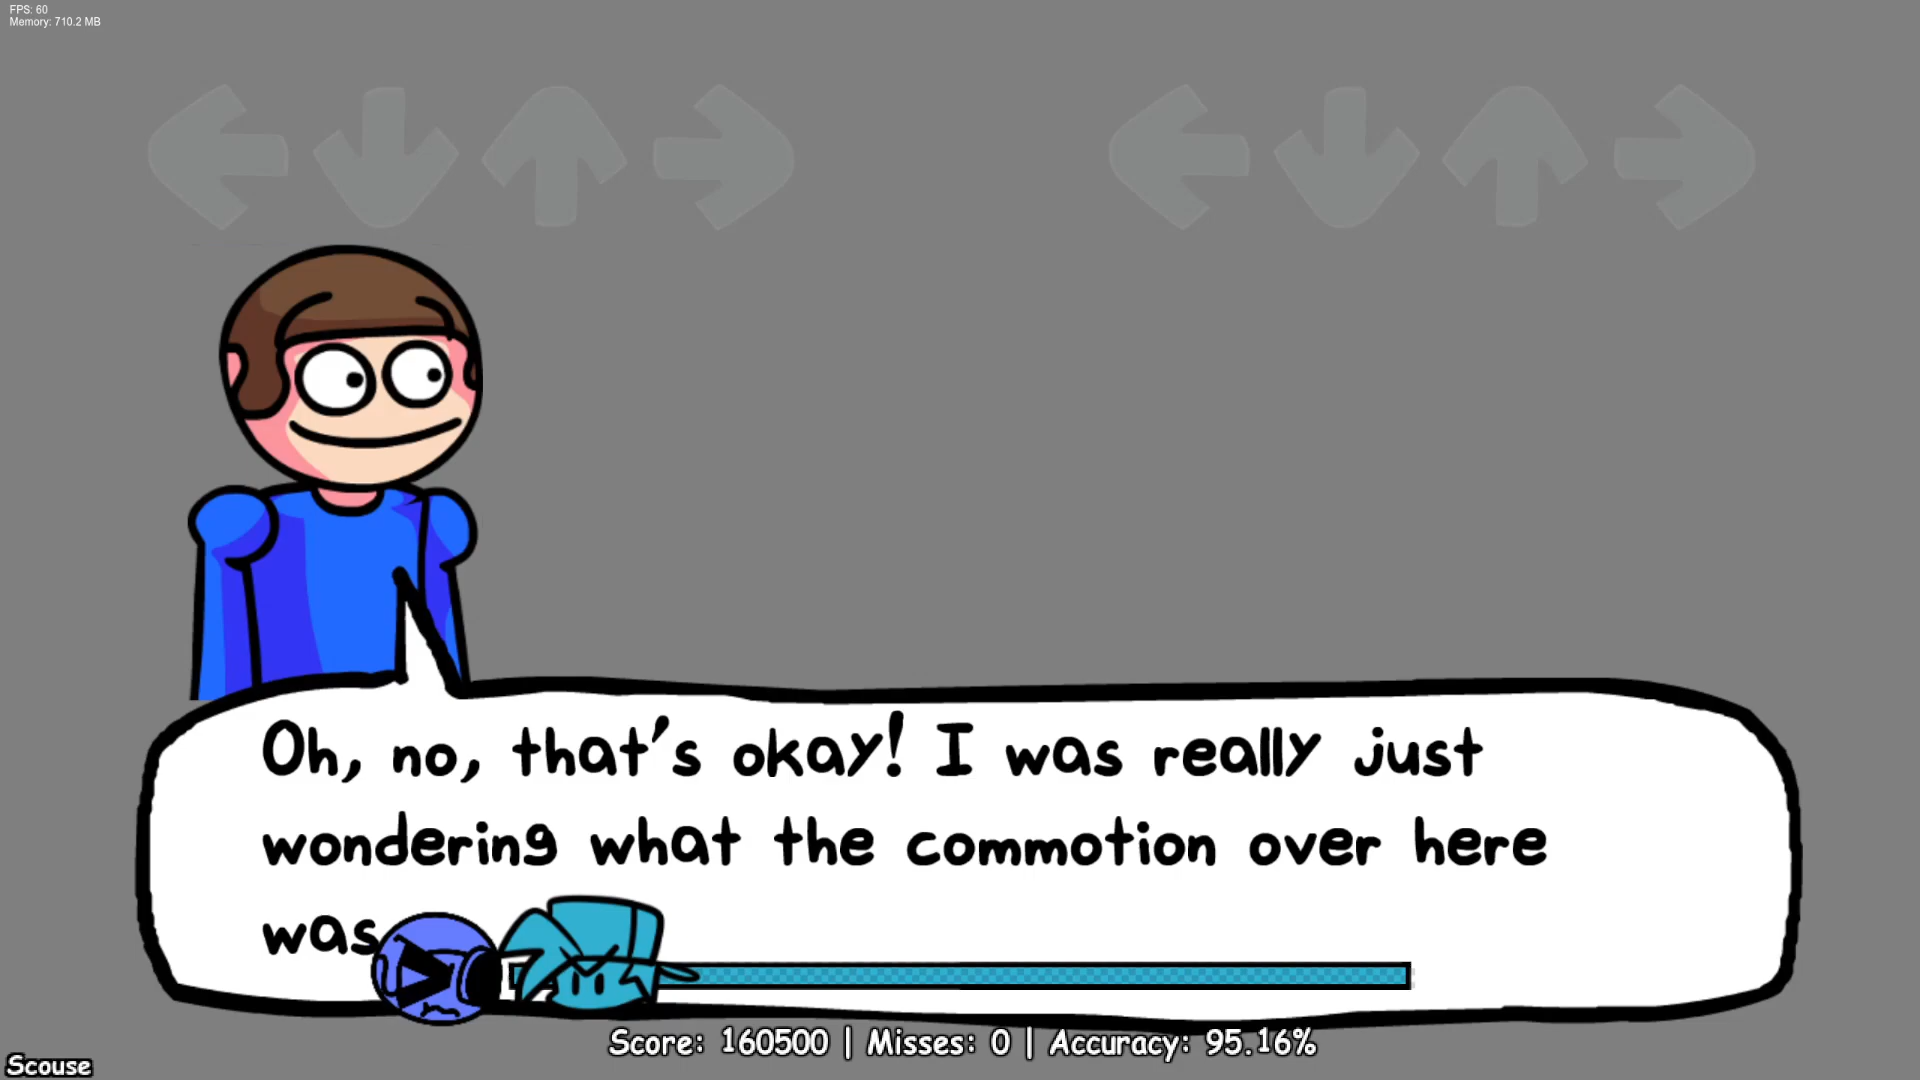 FPS: 60
Memory: 710.2 MB
Oh, no, that's okay! I was really just
wondering what the commotion over here
was
Score: 160500 | Misses: 0 | Accuracy: 95.16%
Scouse